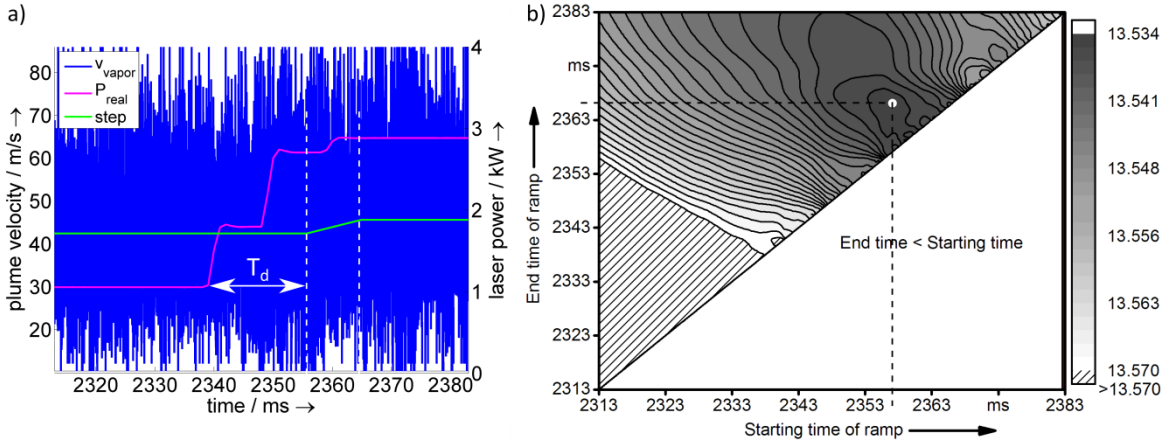 a)
v_vapor
P_real
step
T_d
plume velocity / m/s →
80
70
60
50
40
30
20
laser power / kW →
4
3
2
1
0
2320 2330 2340 2350 2360 2370 2380
time / ms →
b)
End time of ramp
2383
ms
2363
2353
2343
2333
2323
2313
End time < Starting time
2313 2323 2333 2343 2353 2363 ms 2383
Starting time of ramp
13.534
13.541
13.548
13.556
13.563
13.570
>13.570